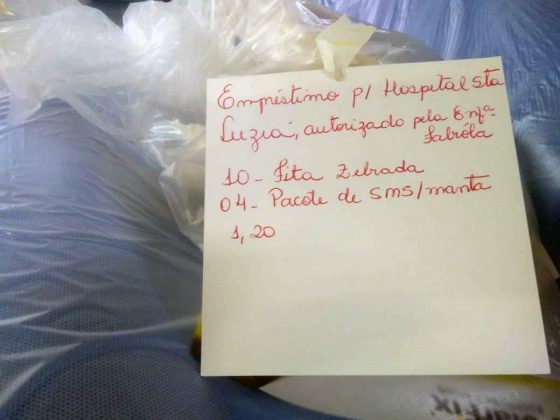 Empréstimo p/ Hospital Sta
Luzia, autorizado pela Enfª
Fabíola
10 - Fita Zebrada
04 - Pacote de SMS/manta
1,20